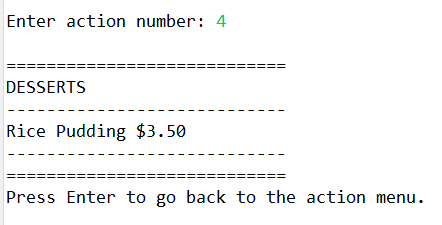 Enter action number: 4
============================
DESSERTS
----------------------------
Rice Pudding $3.50
----------------------------
============================
Press Enter to go back to the action menu.